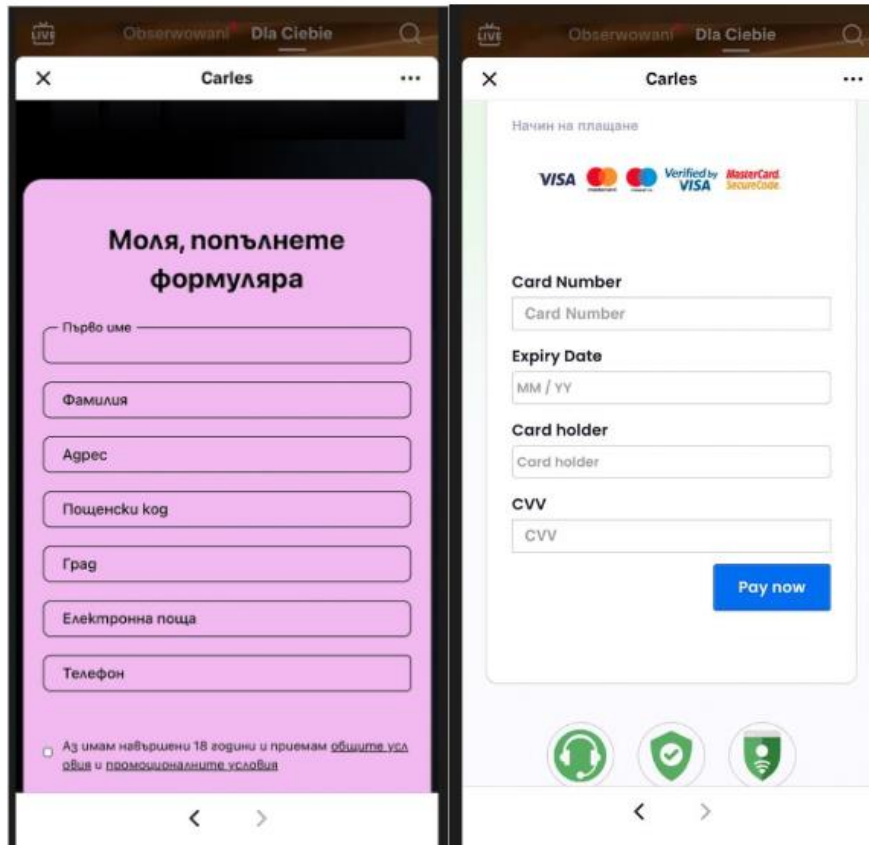 LIVE
Obserwowani
Dla Ciebie
Carles
Моля, попълнете
формуляра
Първо име
Фамилия
Адрес
Пощенски код
Град
Електронна поща
Телефон
Аз имам навършени 18 години и приемам общите усл
овия и промоционалните условия
LIVE
Obserwowani
Dla Ciebie
Carles
Начин на плащане
VISA
Verified by
VISA
MasterCard.
SecureCode.
Card Number
Card Number
Expiry Date
MM / YY
Card holder
Card holder
CVV
CVV
Pay now